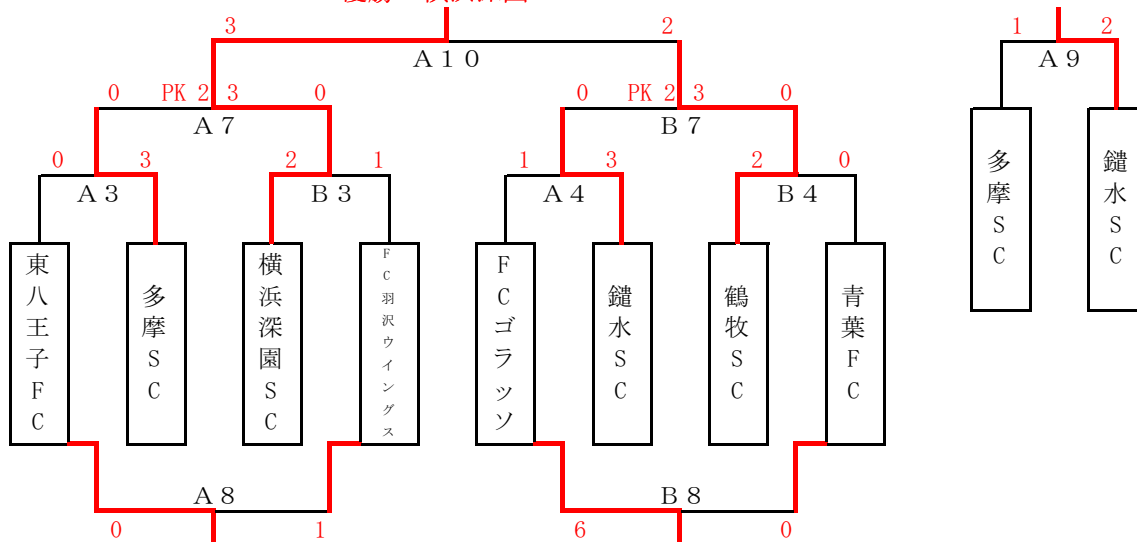 3 2 1 2
A10 A9
0 PK 2 3 0 0 PK 2 3 0
A7 B7
0 3 2 1 1 3 2 0
A3 B3 A4 B4
東八王子FC
多摩SC
横浜深園SC
FC羽沢ウイングス
FCゴラッソ
鑓水SC
鶴牧SC
青葉FC
多摩SC
鑓水SC
A8 B8
0 1 6 0